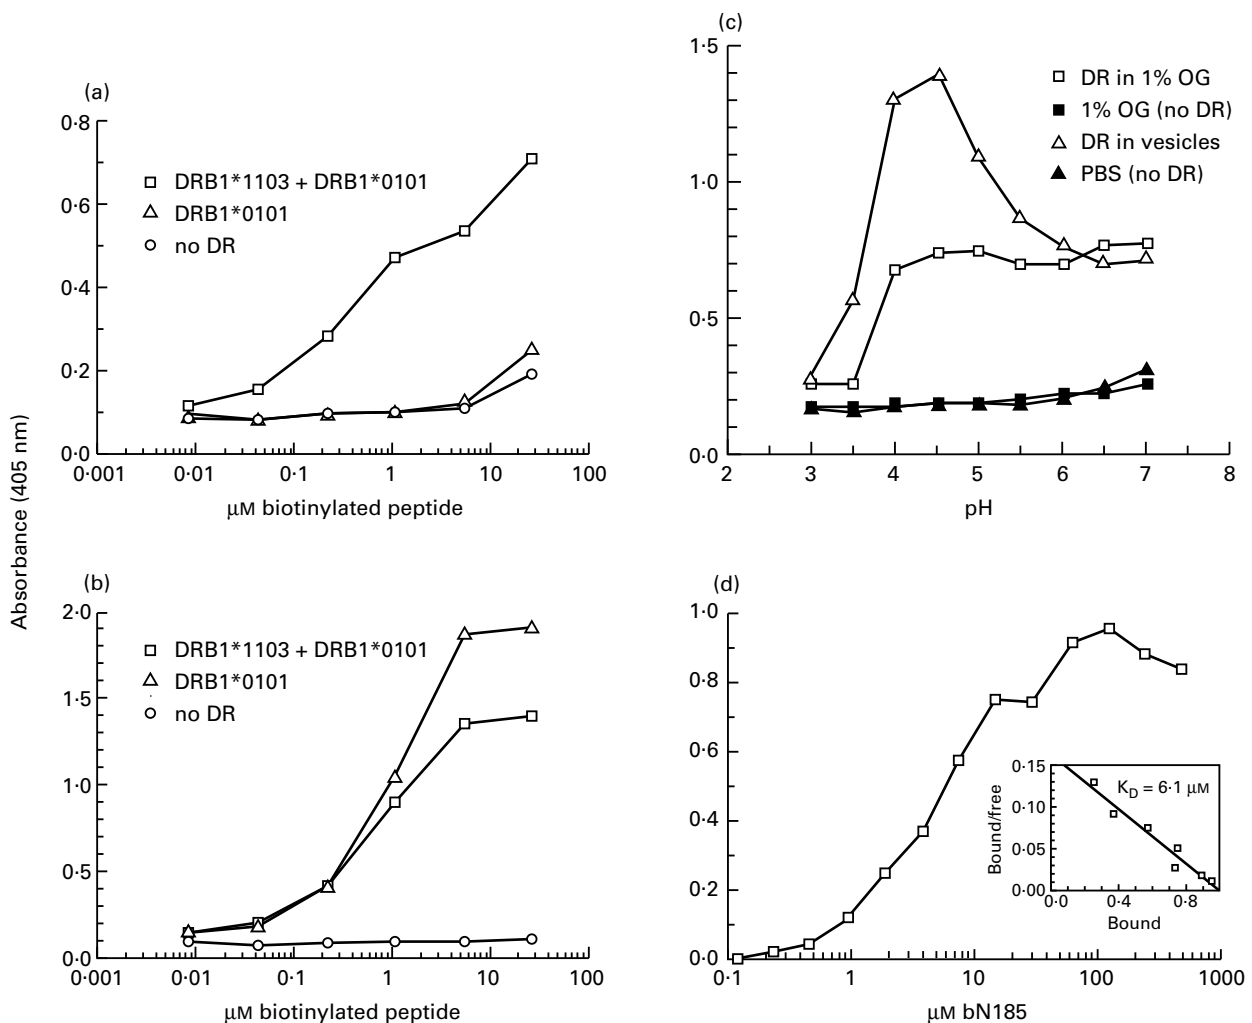 Absorbance (405 nm)
(a)
0·8
0·6
0·4
0·2
0·0
DRB1*1103 + DRB1*0101
DRB1*0101
no DR
0·001 0·01 0·1 1 10 100
µM biotinylated peptide
(b)
2·0
1·5
1·0
0·5
0·0
DRB1*1103 + DRB1*0101
DRB1*0101
no DR
0·001 0·01 0·1 1 10 100
µM biotinylated peptide
(c)
1·5
1·0
0·5
0·0
DR in 1% OG
1% OG (no DR)
DR in vesicles
PBS (no DR)
2 3 4 5 6 7 8
pH
(d)
1·0
0·8
0·6
0·4
0·2
0·0
0·15
0·10
0·05
0·00
Bound/free
KD = 6·1 µM
0·0 0·4 0·8
Bound
0·1 1 10 100 1000
µM bN185